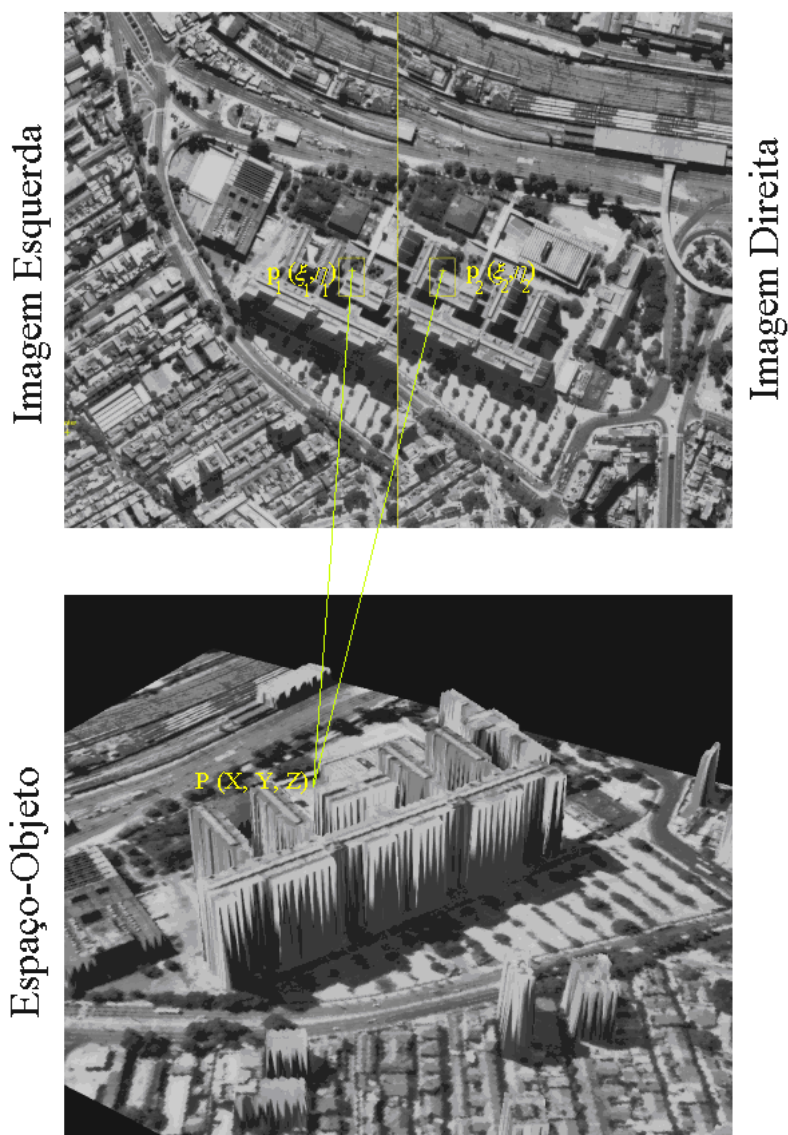 Imagem Esquerda
Imagem Direita
p₁ (ξ₁,η₁)
p₂ (ξ₂,η₂)
Espaço-Objeto
P (X, Y, Z)